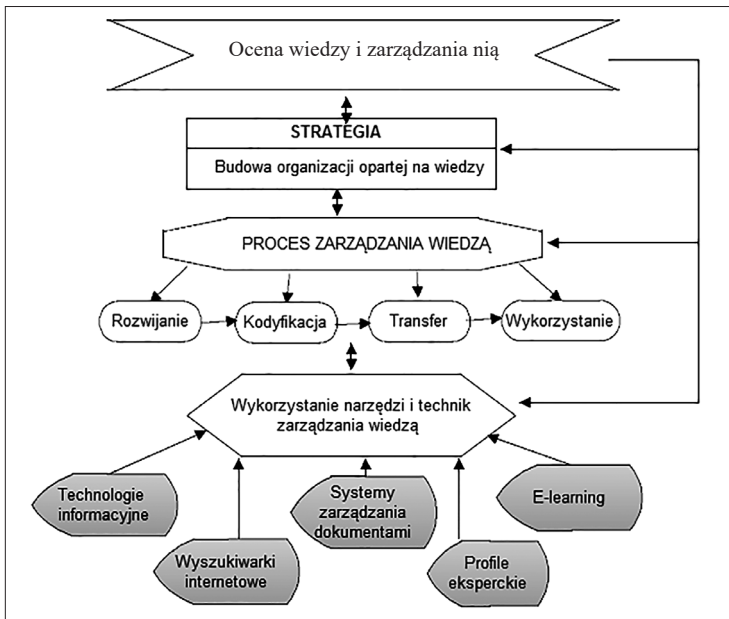 Ocena wiedzy i zarządzania nią
STRATEGIA
Budowa organizacji opartej na wiedzy
PROCES ZARZĄDZANIA WIEDZĄ
Rozwijanie
Kodyfikacja
Transfer
Wykorzystanie
Wykorzystanie narzędzi i technik
zarządzania wiedzą
Technologie
informacyjne
Systemy
zarządzania
dokumentami
E-learning
Wyszukiwarki
internetowe
Profile
eksperckie